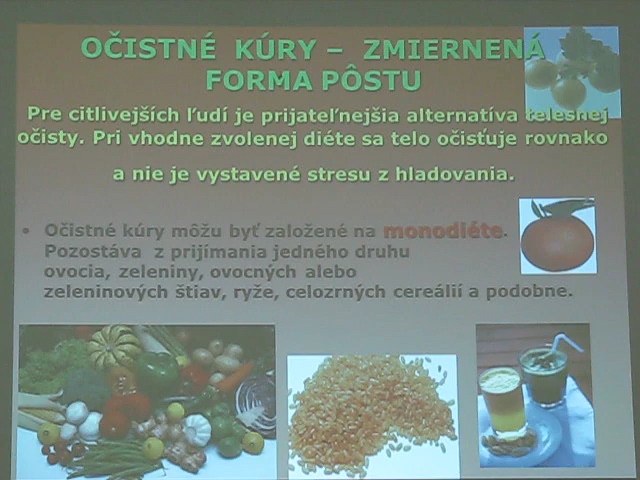 OČISTNÉ KÚRY – ZMIERNENÁ
FORMA PÔSTU
Pre citlivejších ľudí je prijateľnejšia alternatíva telesnej
očisty. Pri vhodne zvolenej diéte sa telo očisťuje rovnako
a nie je vystavené stresu z hladovania.
• Očistné kúry môžu byť založené na monodiéte.
Pozostáva z prijímania jedného druhu
ovocia, zeleniny, ovocných alebo
zeleninových štiav, ryže, celozrných cereálií a podobne.